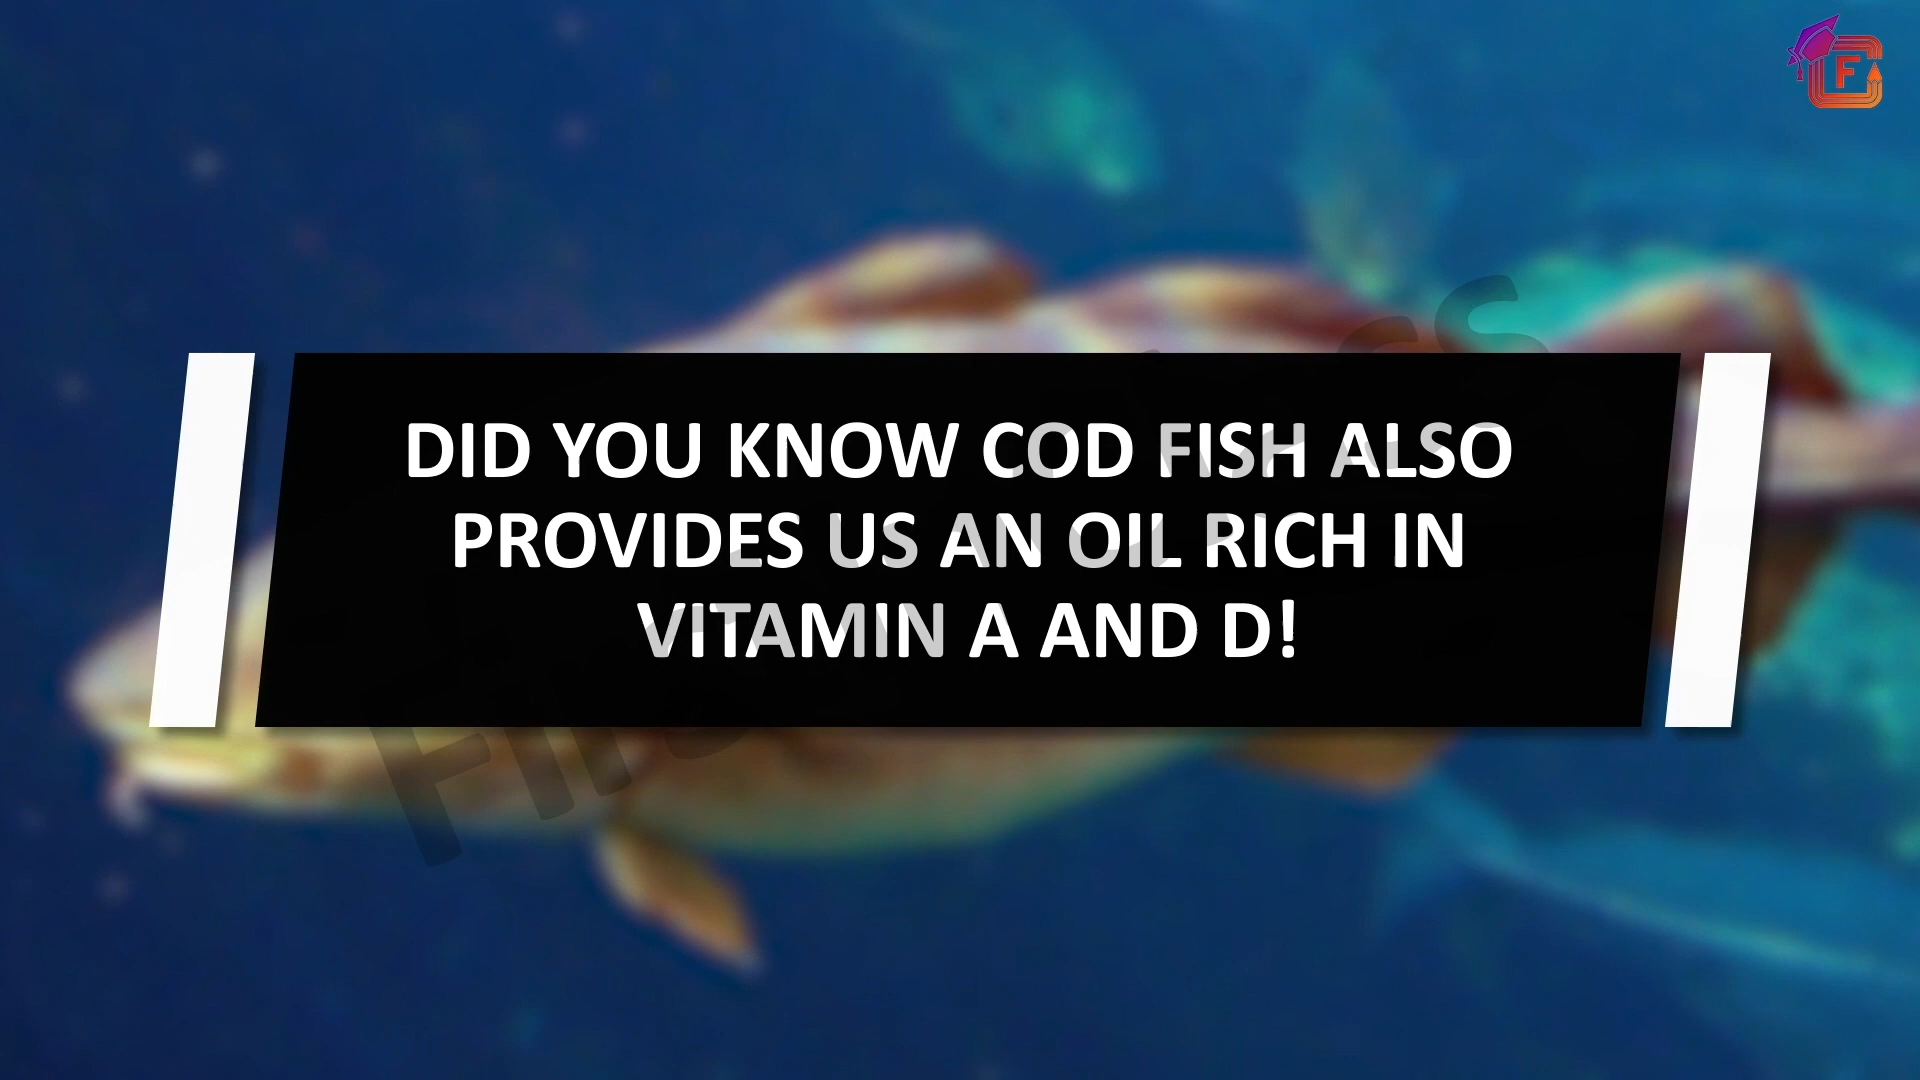 F
DID YOU KNOW COD FISH ALSO
PROVIDES US AN OIL RICH IN
VITAMIN A AND D!